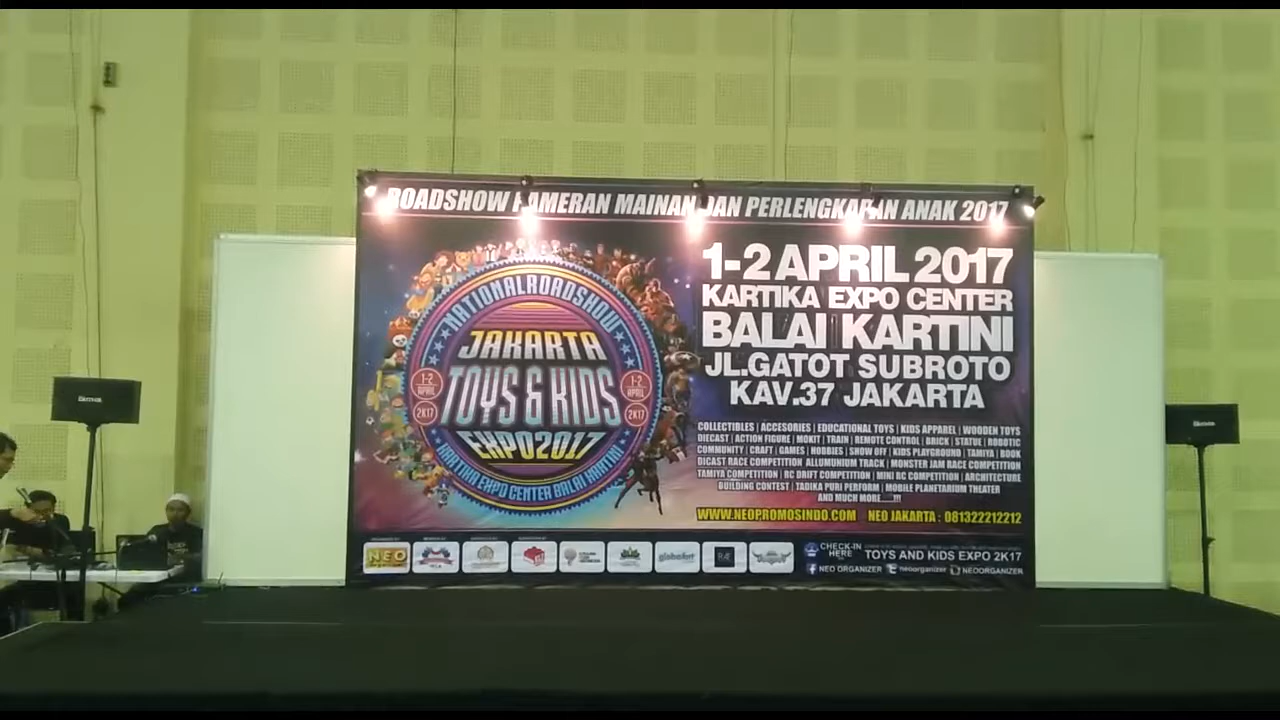 ROADSHOW PAMERAN MAINAN DAN PERLENGKAPAN ANAK 2017
NATIONAL ROADSHOW
JAKARTA
TOYS & KIDS
EXPO2017
1-2
APRIL
2K17
1-2
APRIL
2K17
KARTIKA EXPO CENTER BALAI KARTINI
1-2 APRIL 2017
KARTIKA EXPO CENTER
BALAI KARTINI
JL.GATOT SUBROTO
KAV.37 JAKARTA
COLLECTIBLES | ACCESORIES | EDUCATIONAL TOYS | KIDS APPAREL | WOODEN TOYS
DIECAST | ACTION FIGURE | MOKIT | TRAIN | REMOTE CONTROL | BRICK | STATUE | ROBOTIC
COMMUNITY | CRAFT | GAMES | HOBBIES | SHOW OFF | KIDS PLAYGROUND | TAMIYA | BOOK
DICAST RACE COMPETITION ALLUMUNIUM TRACK | MONSTER JAM RACE COMPETITION
TAMIYA COMPETITION | RC DRIFT COMPETITION | MINI RC COMPETITION | ARCHITECTURE
BUILDING CONTEST | TADIKA PURI PERFORM | MOBILE PLANETARIUM THEATER
AND MUCH MORE.....!!!
WWW.NEOPROMOSINDO.COM NEO JAKARTA : 081322212212
NEO
globalart
RAE
CHECK-IN
HERE
TOYS AND KIDS EXPO 2K17
NEO ORGANIZER neoorganizer NEOORGANIZER